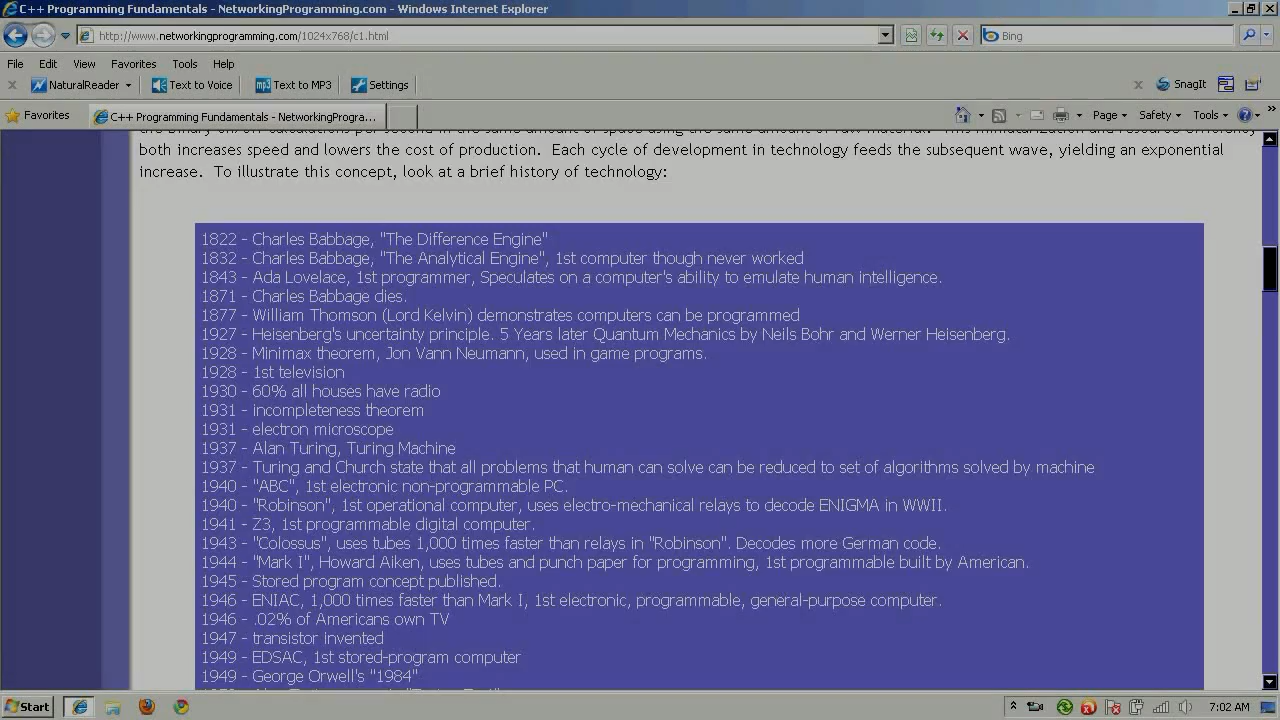 C++ Programming Fundamentals - NetworkingProgramming.com - Windows Internet Explorer
http://www.networkingprogramming.com/1024x768/c1.html
Bing
File Edit View Favorites Tools Help
x NaturalReader Text to Voice mp3 Text to MP3 Settings x SnagIt
Favorites C++ Programming Fundamentals - NetworkingProgra... Page Safety Tools »
both increases speed and lowers the cost of production. Each cycle of development in technology feeds the subsequent wave, yielding an exponential
increase. To illustrate this concept, look at a brief history of technology:
1822 - Charles Babbage, "The Difference Engine"
1832 - Charles Babbage, "The Analytical Engine", 1st computer though never worked
1843 - Ada Lovelace, 1st programmer, Speculates on a computer's ability to emulate human intelligence.
1871 - Charles Babbage dies.
1877 - William Thomson (Lord Kelvin) demonstrates computers can be programmed
1927 - Heisenberg's uncertainty principle. 5 Years later Quantum Mechanics by Neils Bohr and Werner Heisenberg.
1928 - Minimax theorem, Jon Vann Neumann, used in game programs.
1928 - 1st television
1930 - 60% all houses have radio
1931 - incompleteness theorem
1931 - electron microscope
1937 - Alan Turing, Turing Machine
1937 - Turing and Church state that all problems that human can solve can be reduced to set of algorithms solved by machine
1940 - "ABC", 1st electronic non-programmable PC.
1940 - "Robinson", 1st operational computer, uses electro-mechanical relays to decode ENIGMA in WWII.
1941 - Z3, 1st programmable digital computer.
1943 - "Colossus", uses tubes 1,000 times faster than relays in "Robinson". Decodes more German code.
1944 - "Mark I", Howard Aiken, uses tubes and punch paper for programming, 1st programmable built by American.
1945 - Stored program concept published.
1946 - ENIAC, 1,000 times faster than Mark I, 1st electronic, programmable, general-purpose computer.
1946 - .02% of Americans own TV
1947 - transistor invented
1949 - EDSAC, 1st stored-program computer
1949 - George Orwell's "1984"
Start 7:02 AM